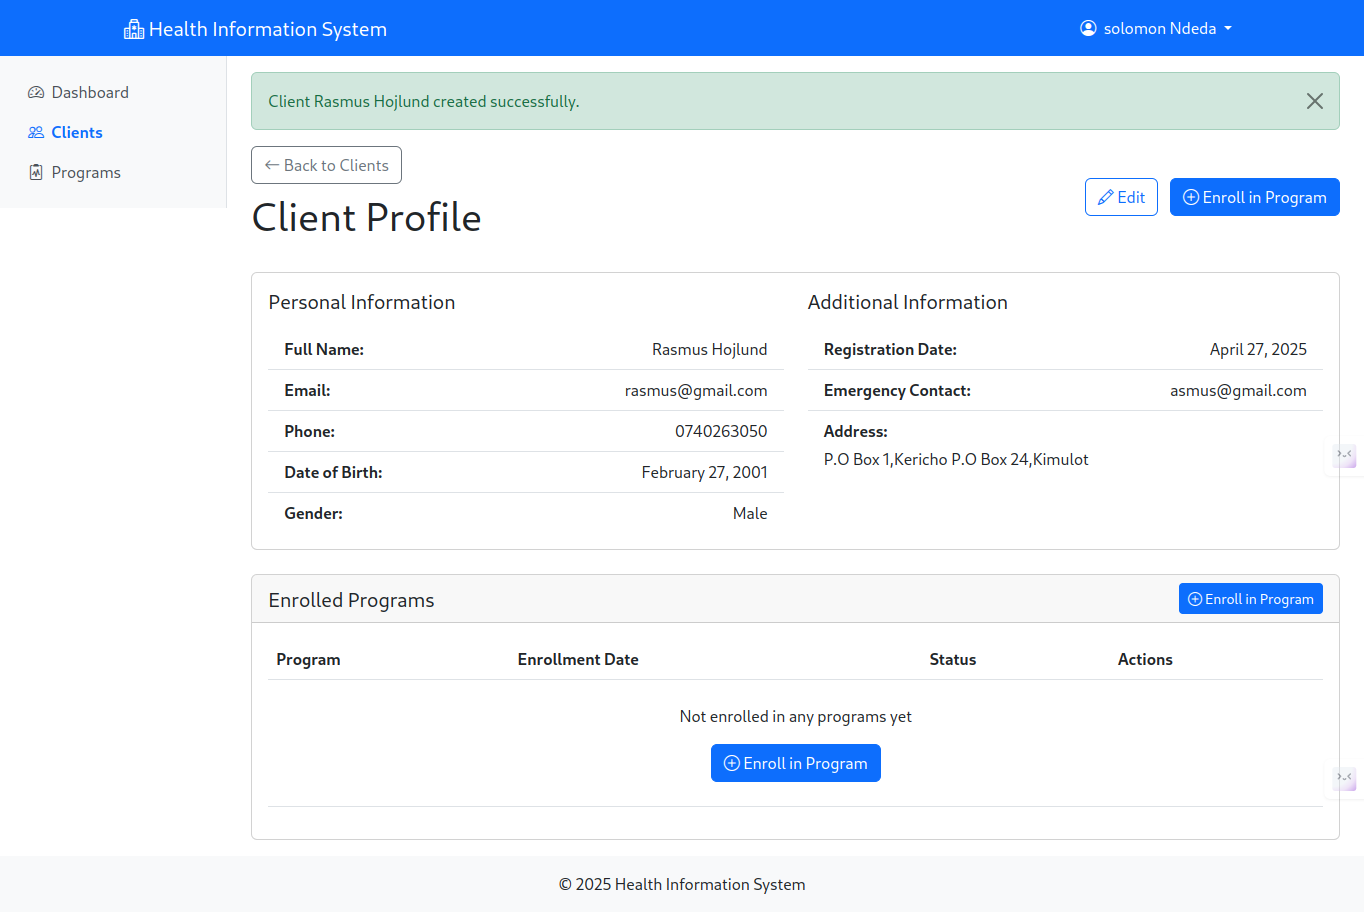 Health Information System
solomon Ndeda
Dashboard
Clients
Programs
Client Rasmus Hojlund created successfully.
Back to Clients
Client Profile
Edit
Enroll in Program
Personal Information
Full Name: Rasmus Hojlund
Email: rasmus@gmail.com
Phone: 0740263050
Date of Birth: February 27, 2001
Gender: Male
Additional Information
Registration Date: April 27, 2025
Emergency Contact: asmus@gmail.com
Address:
P.O Box 1,Kericho P.O Box 24,Kimulot
Enrolled Programs
Enroll in Program
Program Enrollment Date Status Actions
Not enrolled in any programs yet
Enroll in Program
© 2025 Health Information System